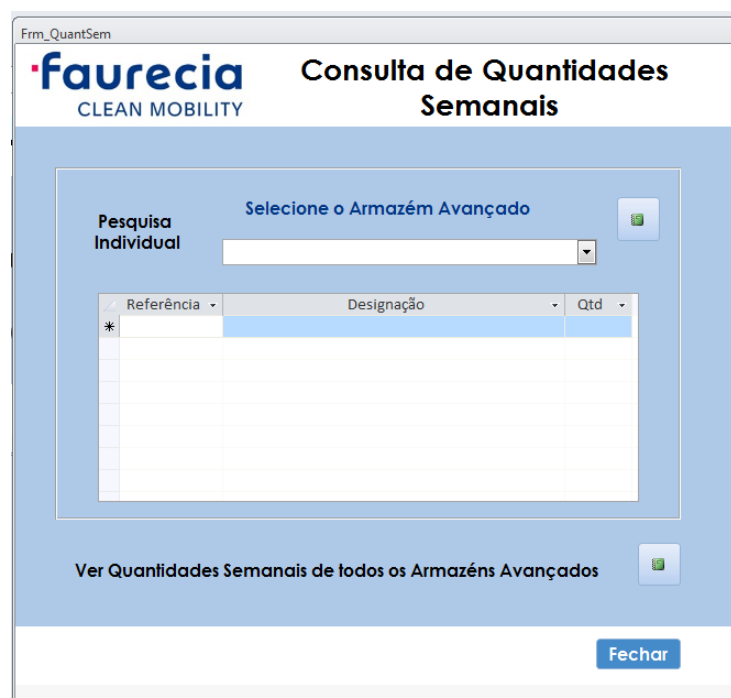 Frm_QuantSem
faurecia
CLEAN MOBILITY
Consulta de Quantidades
Semanais
Selecione o Armazém Avançado
Pesquisa
Individual
Referência Designação Qtd
Ver Quantidades Semanais de todos os Armazéns Avançados
Fechar